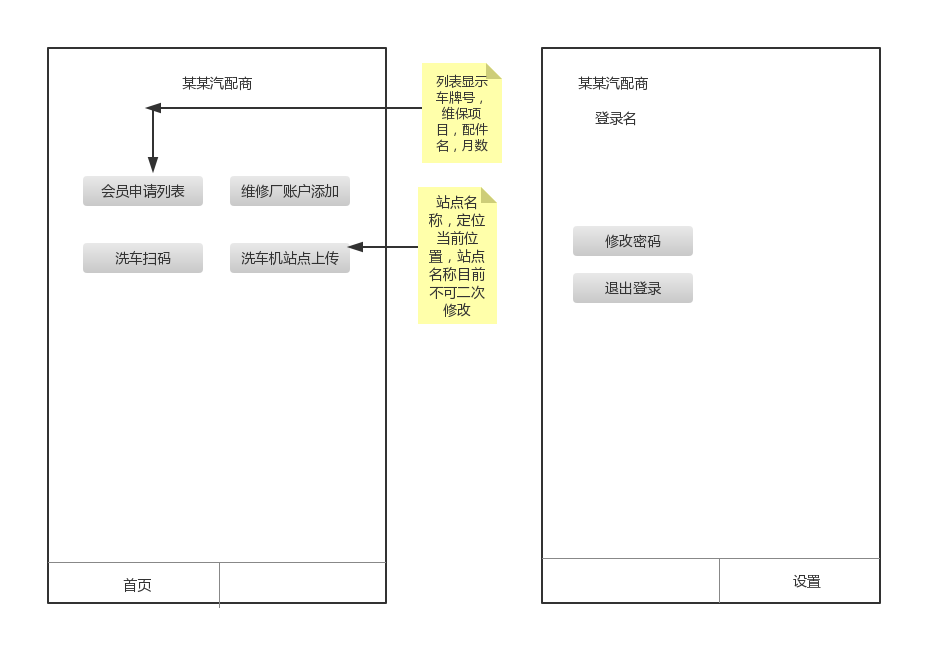 某某汽配商
会员申请列表
维修厂账户添加
洗车扫码
洗车机站点上传
首页
列表显示
车牌号，
维保项
目，配件
名，月数
站点名
称，定位
当前位
置，站点
名称目前
不可二次
修改
某某汽配商
登录名
修改密码
退出登录
设置